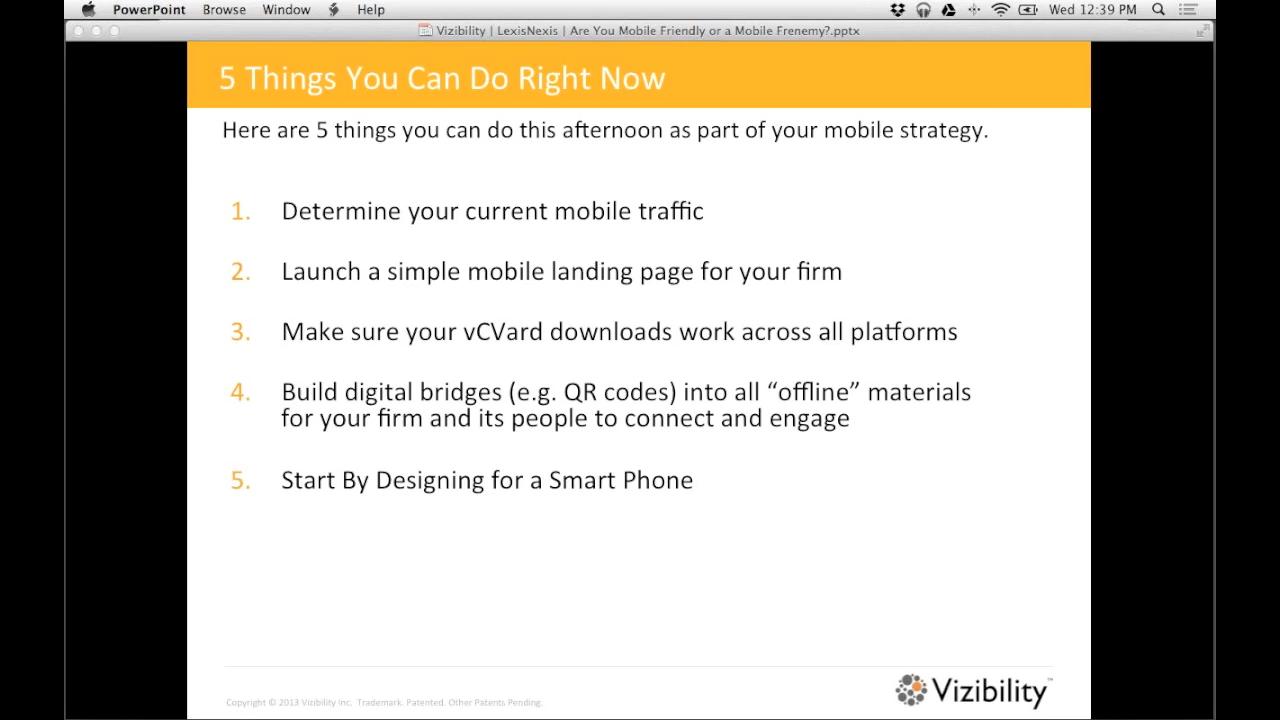 PowerPoint Browse Window Help Wed 12:39 PM
Vizibility | LexisNexis | Are You Mobile Friendly or a Mobile Frenemy?.pptx
5 Things You Can Do Right Now
Here are 5 things you can do this afternoon as part of your mobile strategy.
1. Determine your current mobile traffic
2. Launch a simple mobile landing page for your firm
3. Make sure your vCVard downloads work across all platforms
4. Build digital bridges (e.g. QR codes) into all “offline” materials
for your firm and its people to connect and engage
5. Start By Designing for a Smart Phone
Copyright © 2013 Vizibility Inc. Trademark. Patented. Other Patents Pending.
Vizibility™